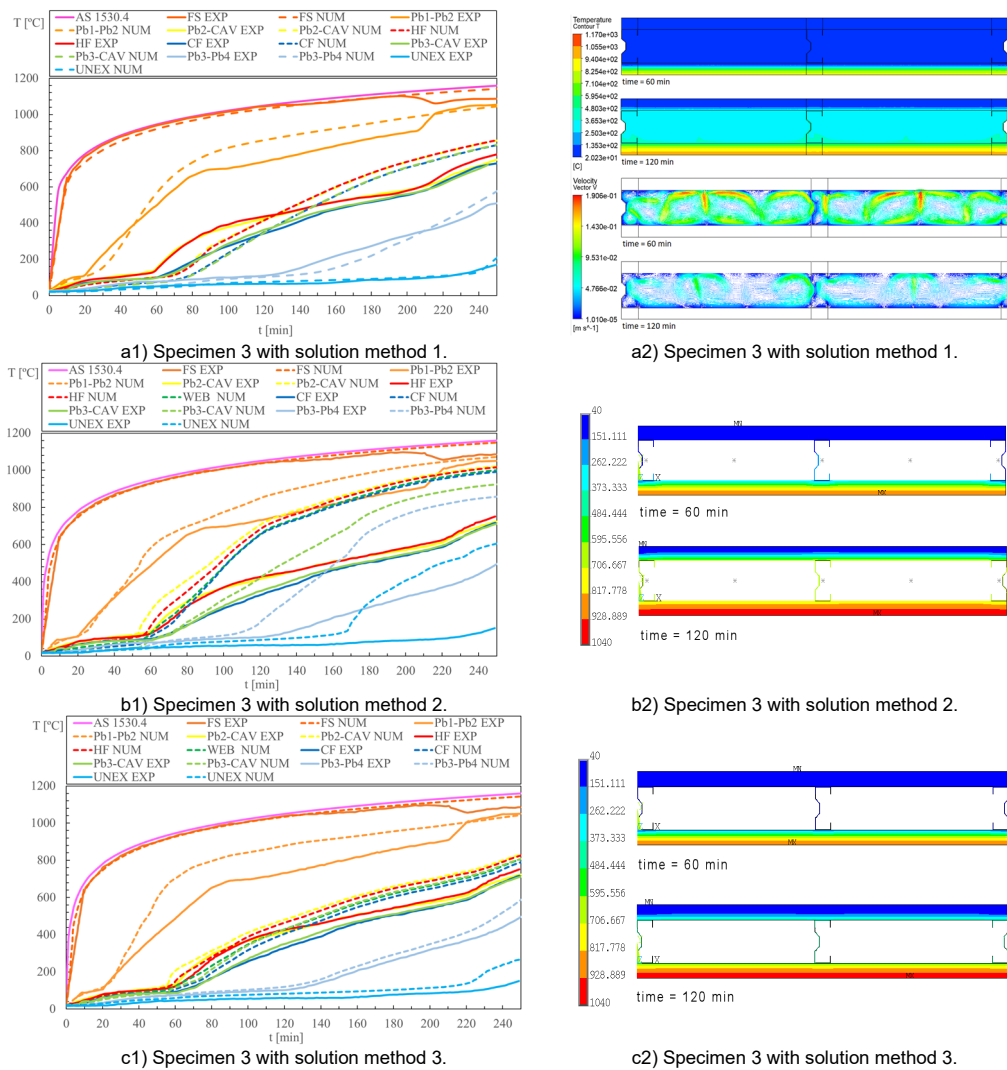 T [ºC]
AS 1530.4 FS EXP FS NUM Pb1-Pb2 EXP
Pb1-Pb2 NUM Pb2-CAV EXP Pb2-CAV NUM HF NUM
HF EXP CF EXP CF NUM Pb3-CAV EXP
Pb3-CAV NUM Pb3-Pb4 EXP Pb3-Pb4 NUM UNEX EXP
UNEX NUM
1200
1000
800
600
400
200
0
0 20 40 60 80 100 120 140 160 180 200 220 240
t [min]
Temperature
Contour T
1.170e+03
1.055e+03
9.404e+02
8.254e+02
7.104e+02
5.954e+02
4.803e+02
3.653e+02
2.503e+02
1.353e+02
2.023e+01
[C]
time = 60 min
time = 120 min
Velocity
Vector V
1.906e-01
1.430e-01
9.531e-02
4.766e-02
1.010e-05
[m s^-1]
time = 60 min
time = 120 min
a1) Specimen 3 with solution method 1.
a2) Specimen 3 with solution method 1.
T [ºC]
AS 1530.4 FS EXP FS NUM Pb1-Pb2 EXP
Pb1-Pb2 NUM Pb2-CAV EXP Pb2-CAV NUM HF EXP
HF NUM WEB NUM CF EXP CF NUM
Pb3-CAV EXP Pb3-CAV NUM Pb3-Pb4 EXP Pb3-Pb4 NUM
UNEX EXP UNEX NUM
1200
1000
800
600
400
200
0
0 20 40 60 80 100 120 140 160 180 200 220 240
t [min]
40
151.111
262.222
373.333
484.444
595.556
706.667
817.778
928.889
1040
MN
X
MX
time = 60 min
MN
X
MX
time = 120 min
b1) Specimen 3 with solution method 2.
b2) Specimen 3 with solution method 2.
T [ºC]
AS 1530.4 FS EXP FS NUM Pb1-Pb2 EXP
Pb1-Pb2 NUM Pb2-CAV EXP Pb2-CAV NUM HF EXP
HF NUM WEB NUM CF EXP CF NUM
Pb3-CAV EXP Pb3-CAV NUM Pb3-Pb4 EXP Pb3-Pb4 NUM
UNEX EXP UNEX NUM
1200
1000
800
600
400
200
0
0 20 40 60 80 100 120 140 160 180 200 220 240
t [min]
40
151.111
262.222
373.333
484.444
595.556
706.667
817.778
928.889
1040
MN
X
MX
time = 60 min
MN
X
MX
time = 120 min
c1) Specimen 3 with solution method 3.
c2) Specimen 3 with solution method 3.